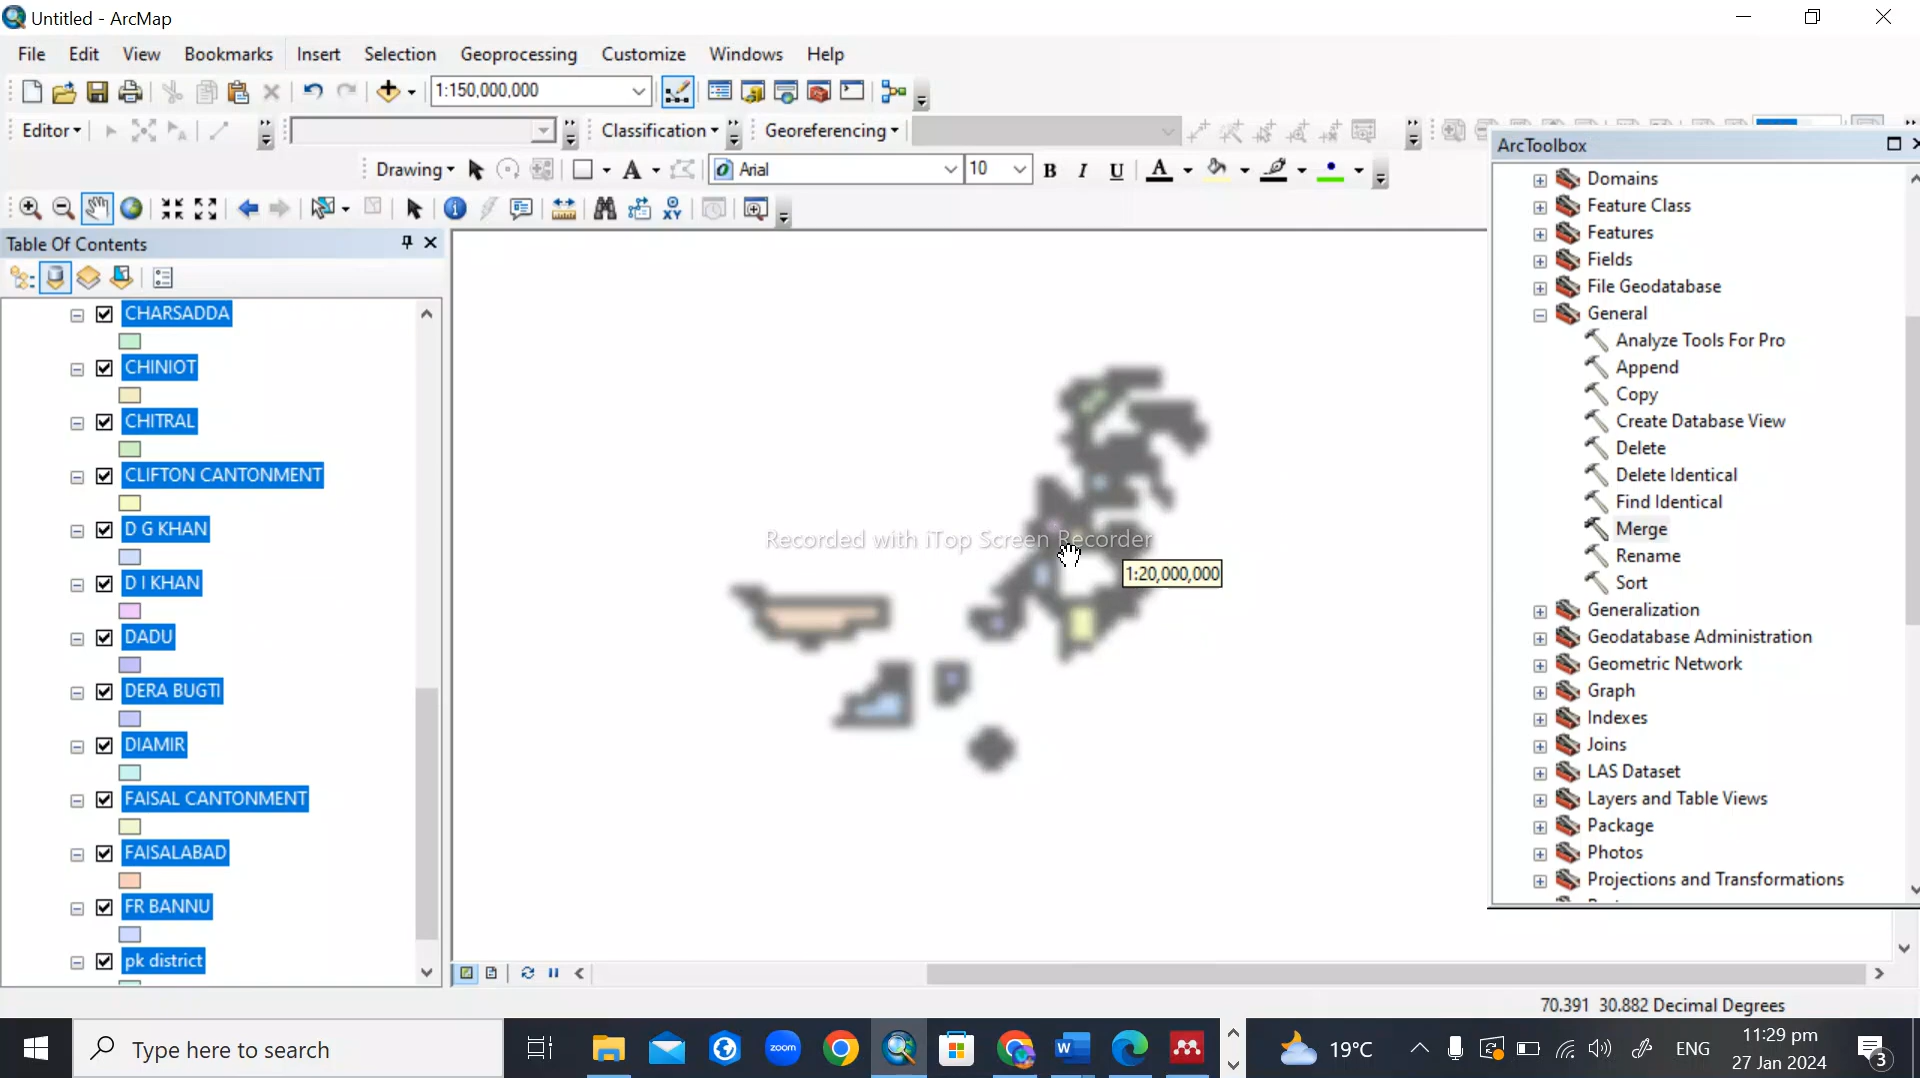 Untitled - ArcMap
File Edit View Bookmarks Insert Selection Geoprocessing Customize Windows Help
1:150,000,000
Editor Classification Georeferencing
Drawing A Arial 10 B I U A
XY
ArcToolbox
Domains
Feature Class
Features
Fields
File Geodatabase
General
Analyze Tools For Pro
Append
Copy
Create Database View
Delete
Delete Identical
Find Identical
Merge
Rename
Sort
Generalization
Geodatabase Administration
Geometric Network
Graph
Indexes
Joins
LAS Dataset
Layers and Table Views
Package
Photos
Projections and Transformations
Table Of Contents
CHARSADDA
CHINIOT
CHITRAL
CLIFTON CANTONMENT
D G KHAN
D I KHAN
DADU
DERA BUGTI
DIAMIR
FAISAL CANTONMENT
FAISALABAD
FR BANNU
pk district
Recorded with iTop Screen Recorder
1:20,000,000
70.391 30.882 Decimal Degrees
Type here to search
zoom
W
19°C
ENG
11:29 pm
27 Jan 2024
3